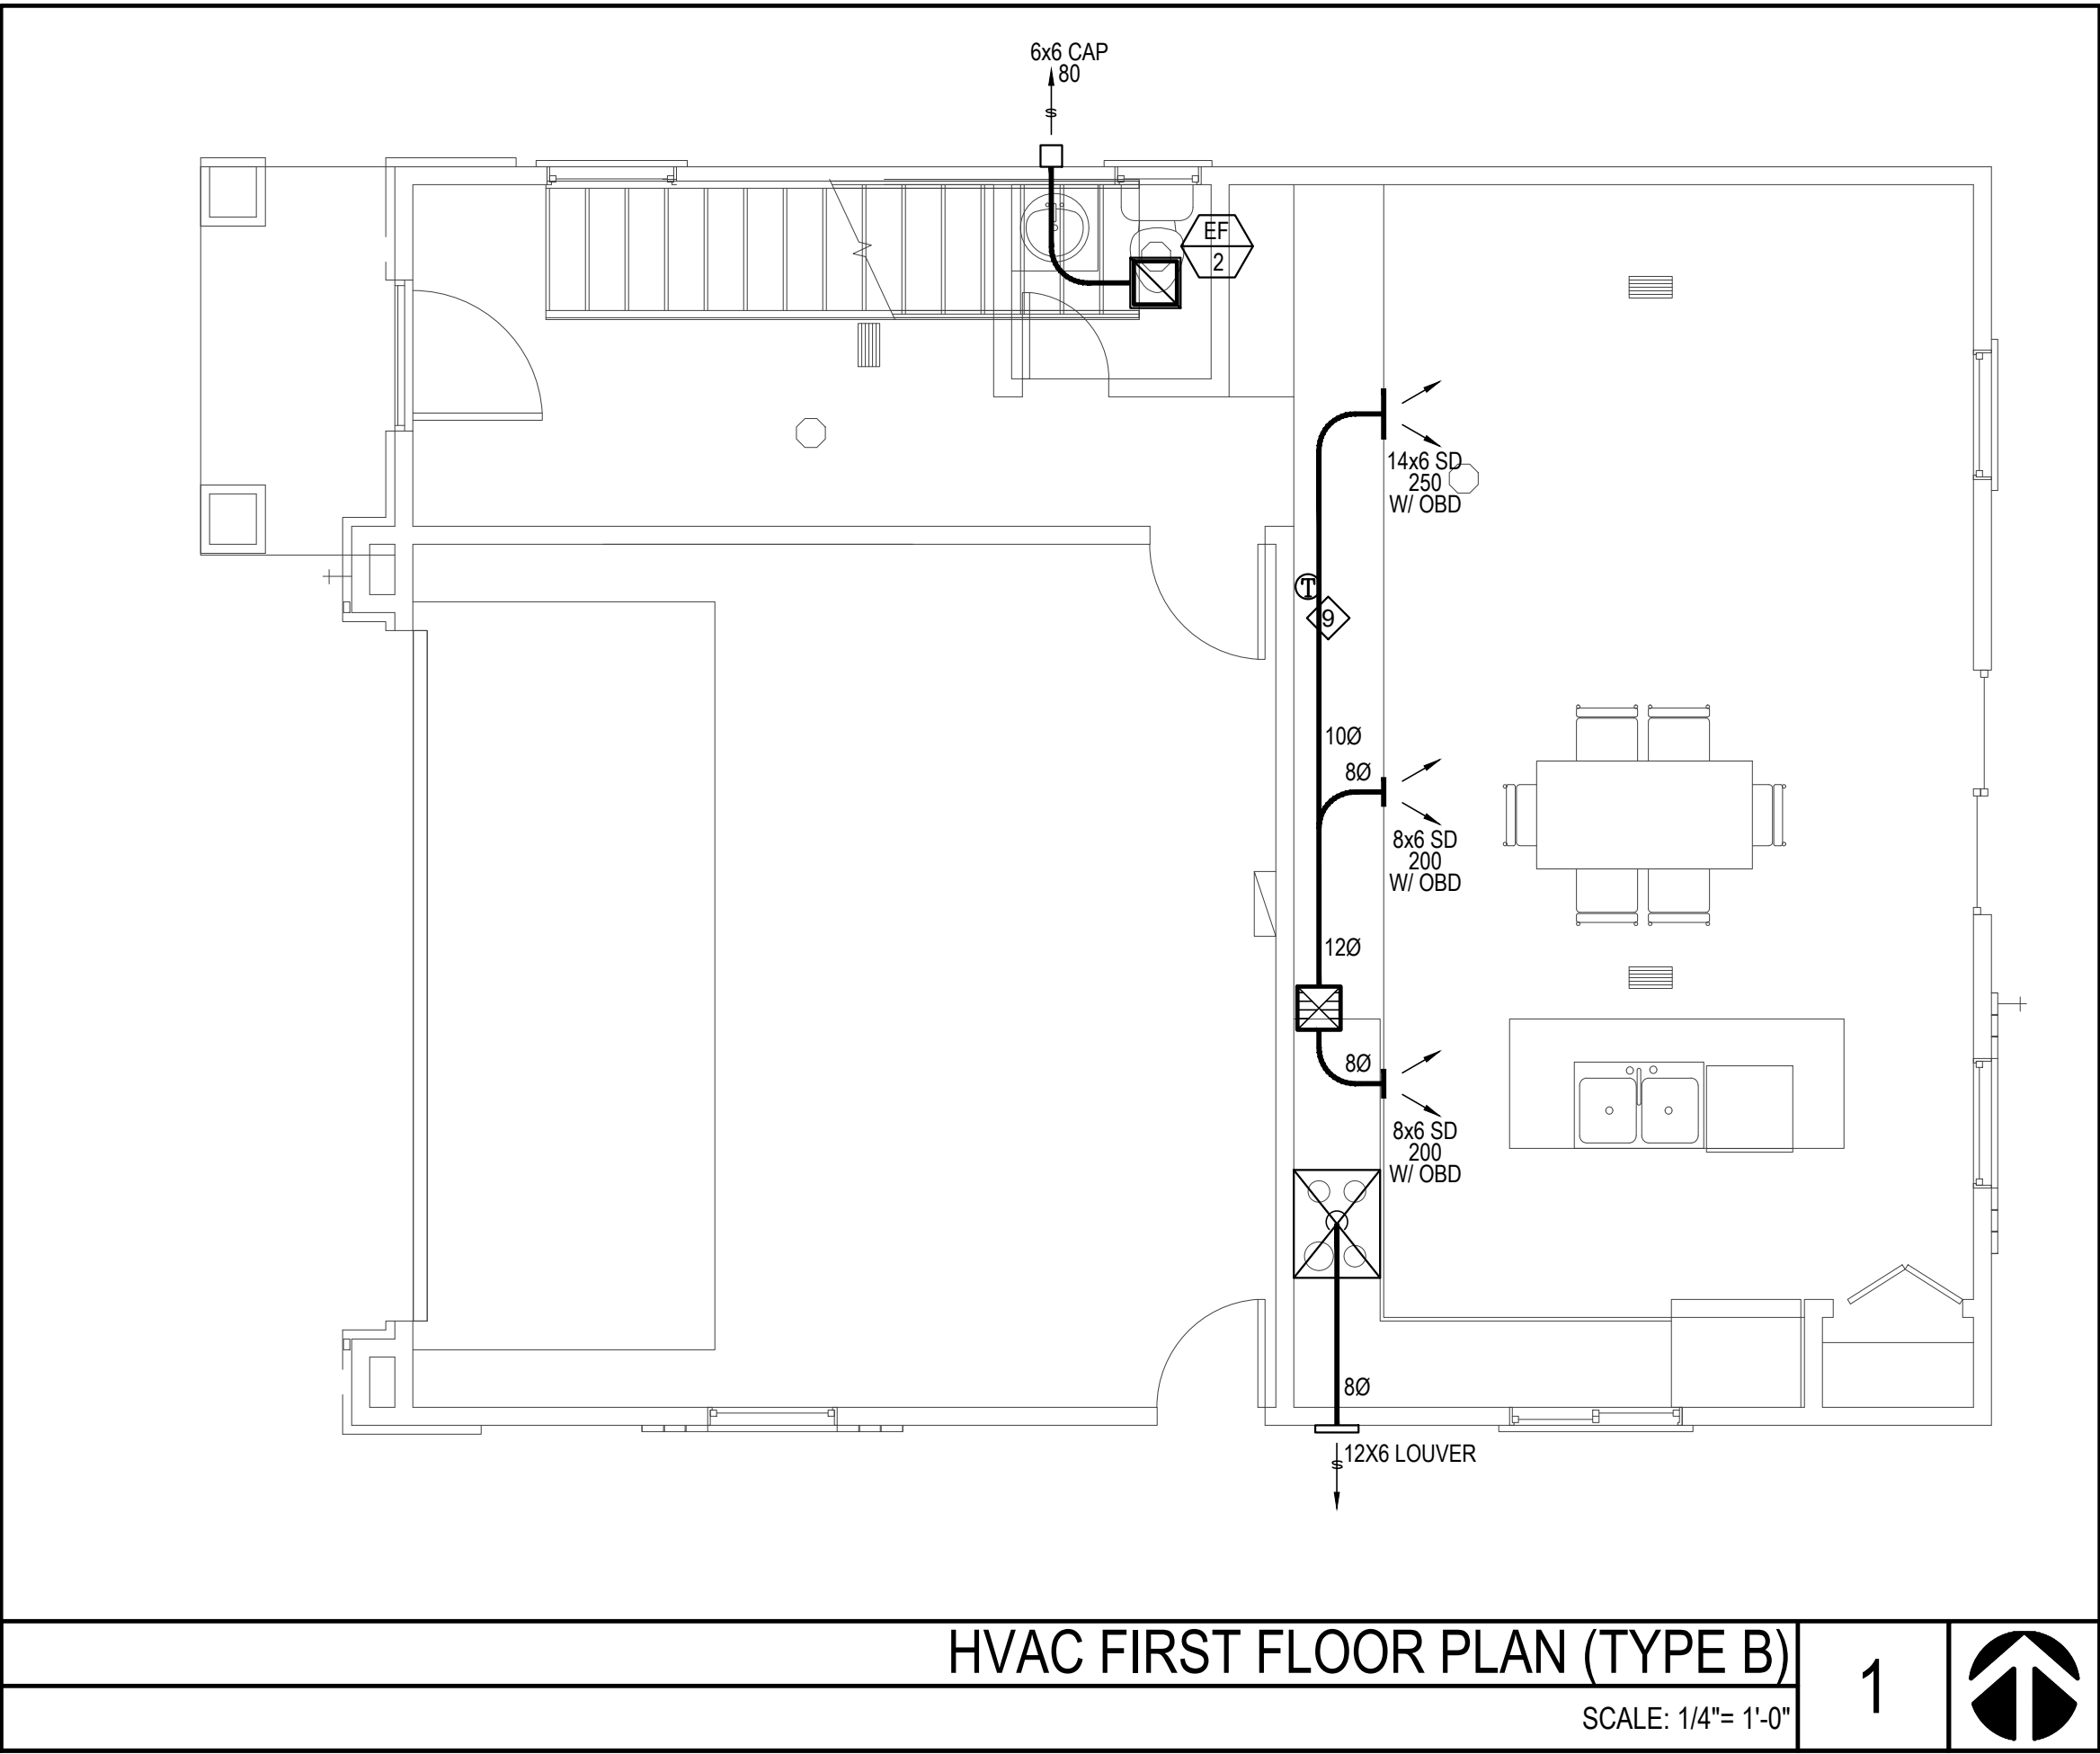 6x6 CAP
80
S
EF
2
14x6 SD
250
W/ OBD
T
9
10Ø
8Ø
8x6 SD
200
W/ OBD
12Ø
8Ø
8x6 SD
200
W/ OBD
8Ø
12X6 LOUVER
S
HVAC FIRST FLOOR PLAN (TYPE B)
1
SCALE: 1/4"= 1'-0"